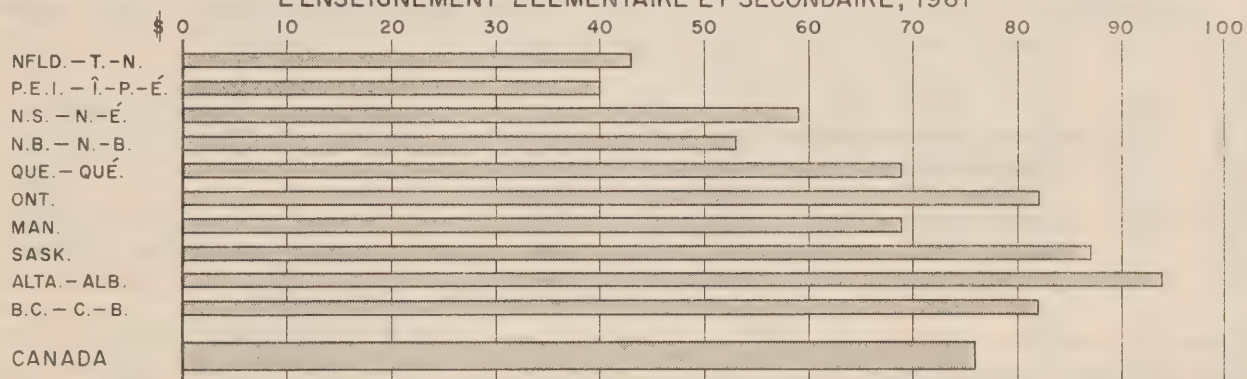 L'ENSEIGNEMENT ÉLÉMENTAIRE ET SECONDAIRE, 1961
$ 0 10 20 30 40 50 60 70 80 90 100
NFLD.-T.-N.
P.E.I.-Î.-P.-É.
N.S.-N.-É.
N.B.-N.-B.
QUE.-QUÉ.
ONT.
MAN.
SASK.
ALTA.-ALB.
B.C.-C.-B.
CANADA